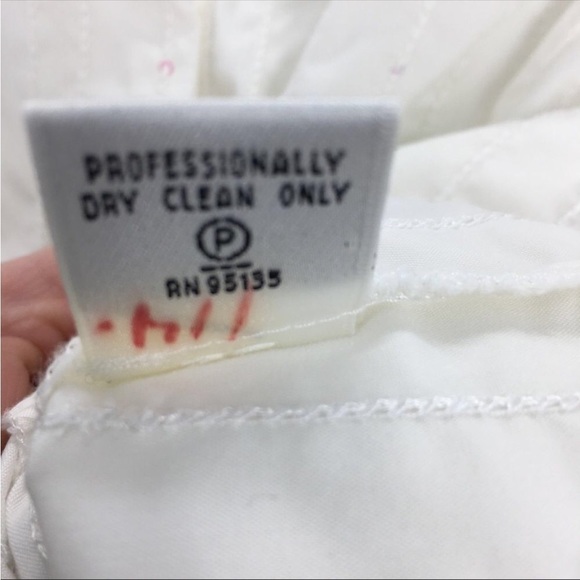 PROFESSIONALLY
DRY CLEAN ONLY
P
RN 95135